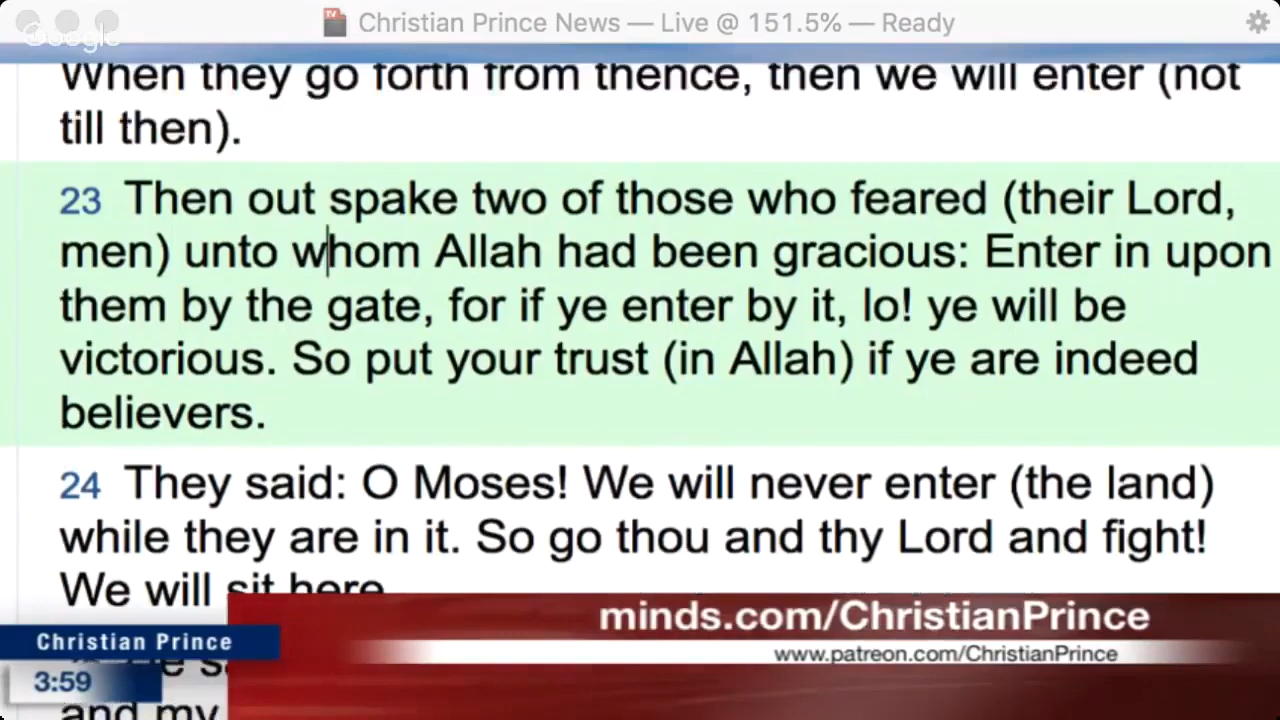 Christian Prince News — Live @ 151.5% — Ready
TV
Google
When they go forth from thence, then we will enter (not
till then).
23 Then out spake two of those who feared (their Lord,
men) unto whom Allah had been gracious: Enter in upon
them by the gate, for if ye enter by it, lo! ye will be
victorious. So put your trust (in Allah) if ye are indeed
believers.
24 They said: O Moses! We will never enter (the land)
while they are in it. So go thou and thy Lord and fight!
We will sit here
minds.com/ChristianPrince
Christian Prince
www.patreon.com/ChristianPrince
3:59
and my